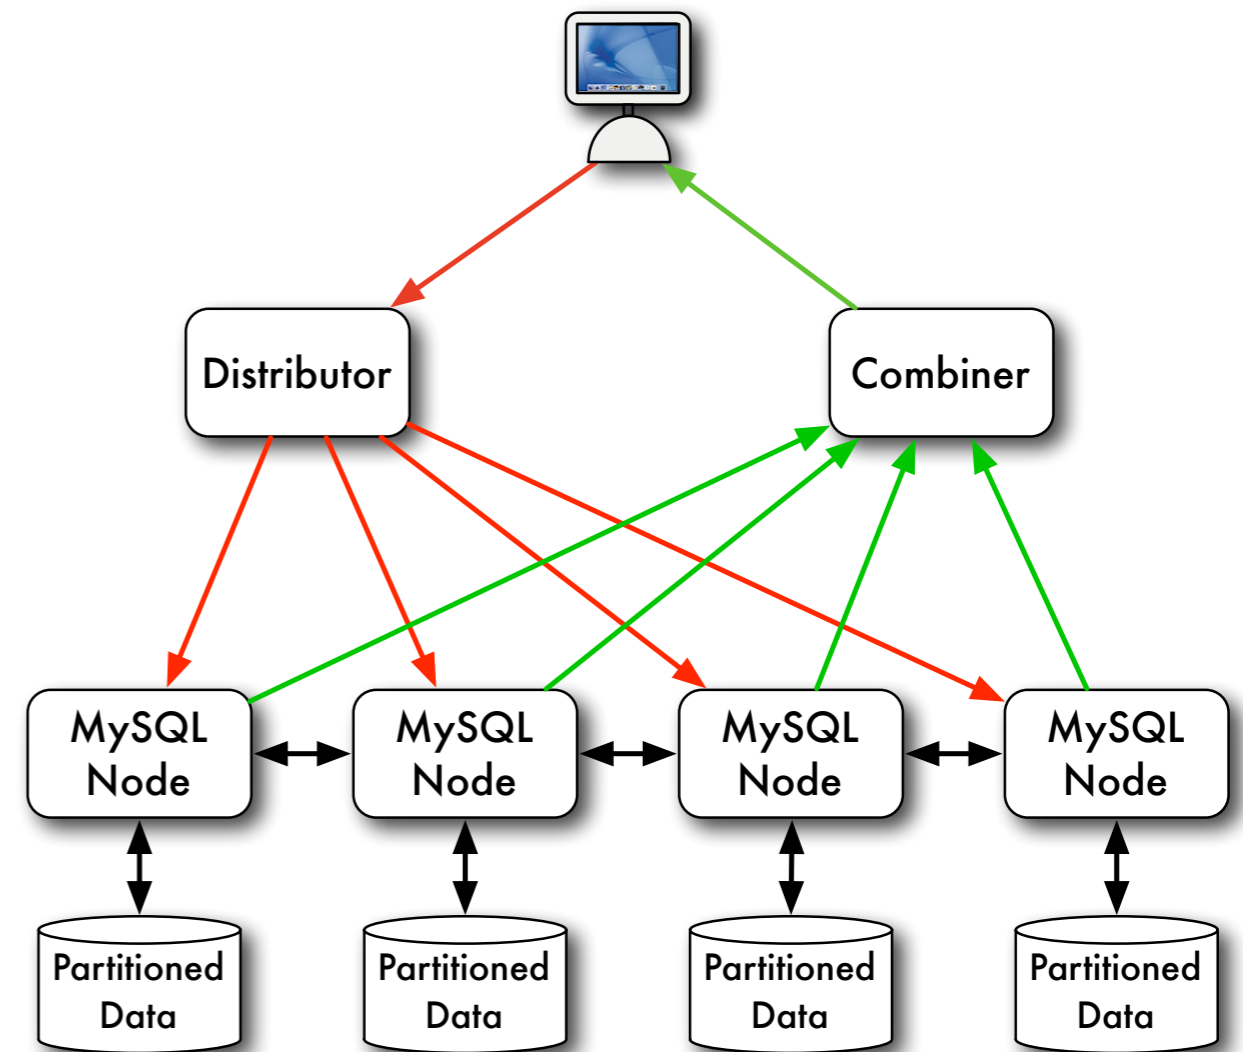 Distributor
Combiner
MySQL
Node
MySQL
Node
MySQL
Node
MySQL
Node
Partitioned
Data
Partitioned
Data
Partitioned
Data
Partitioned
Data